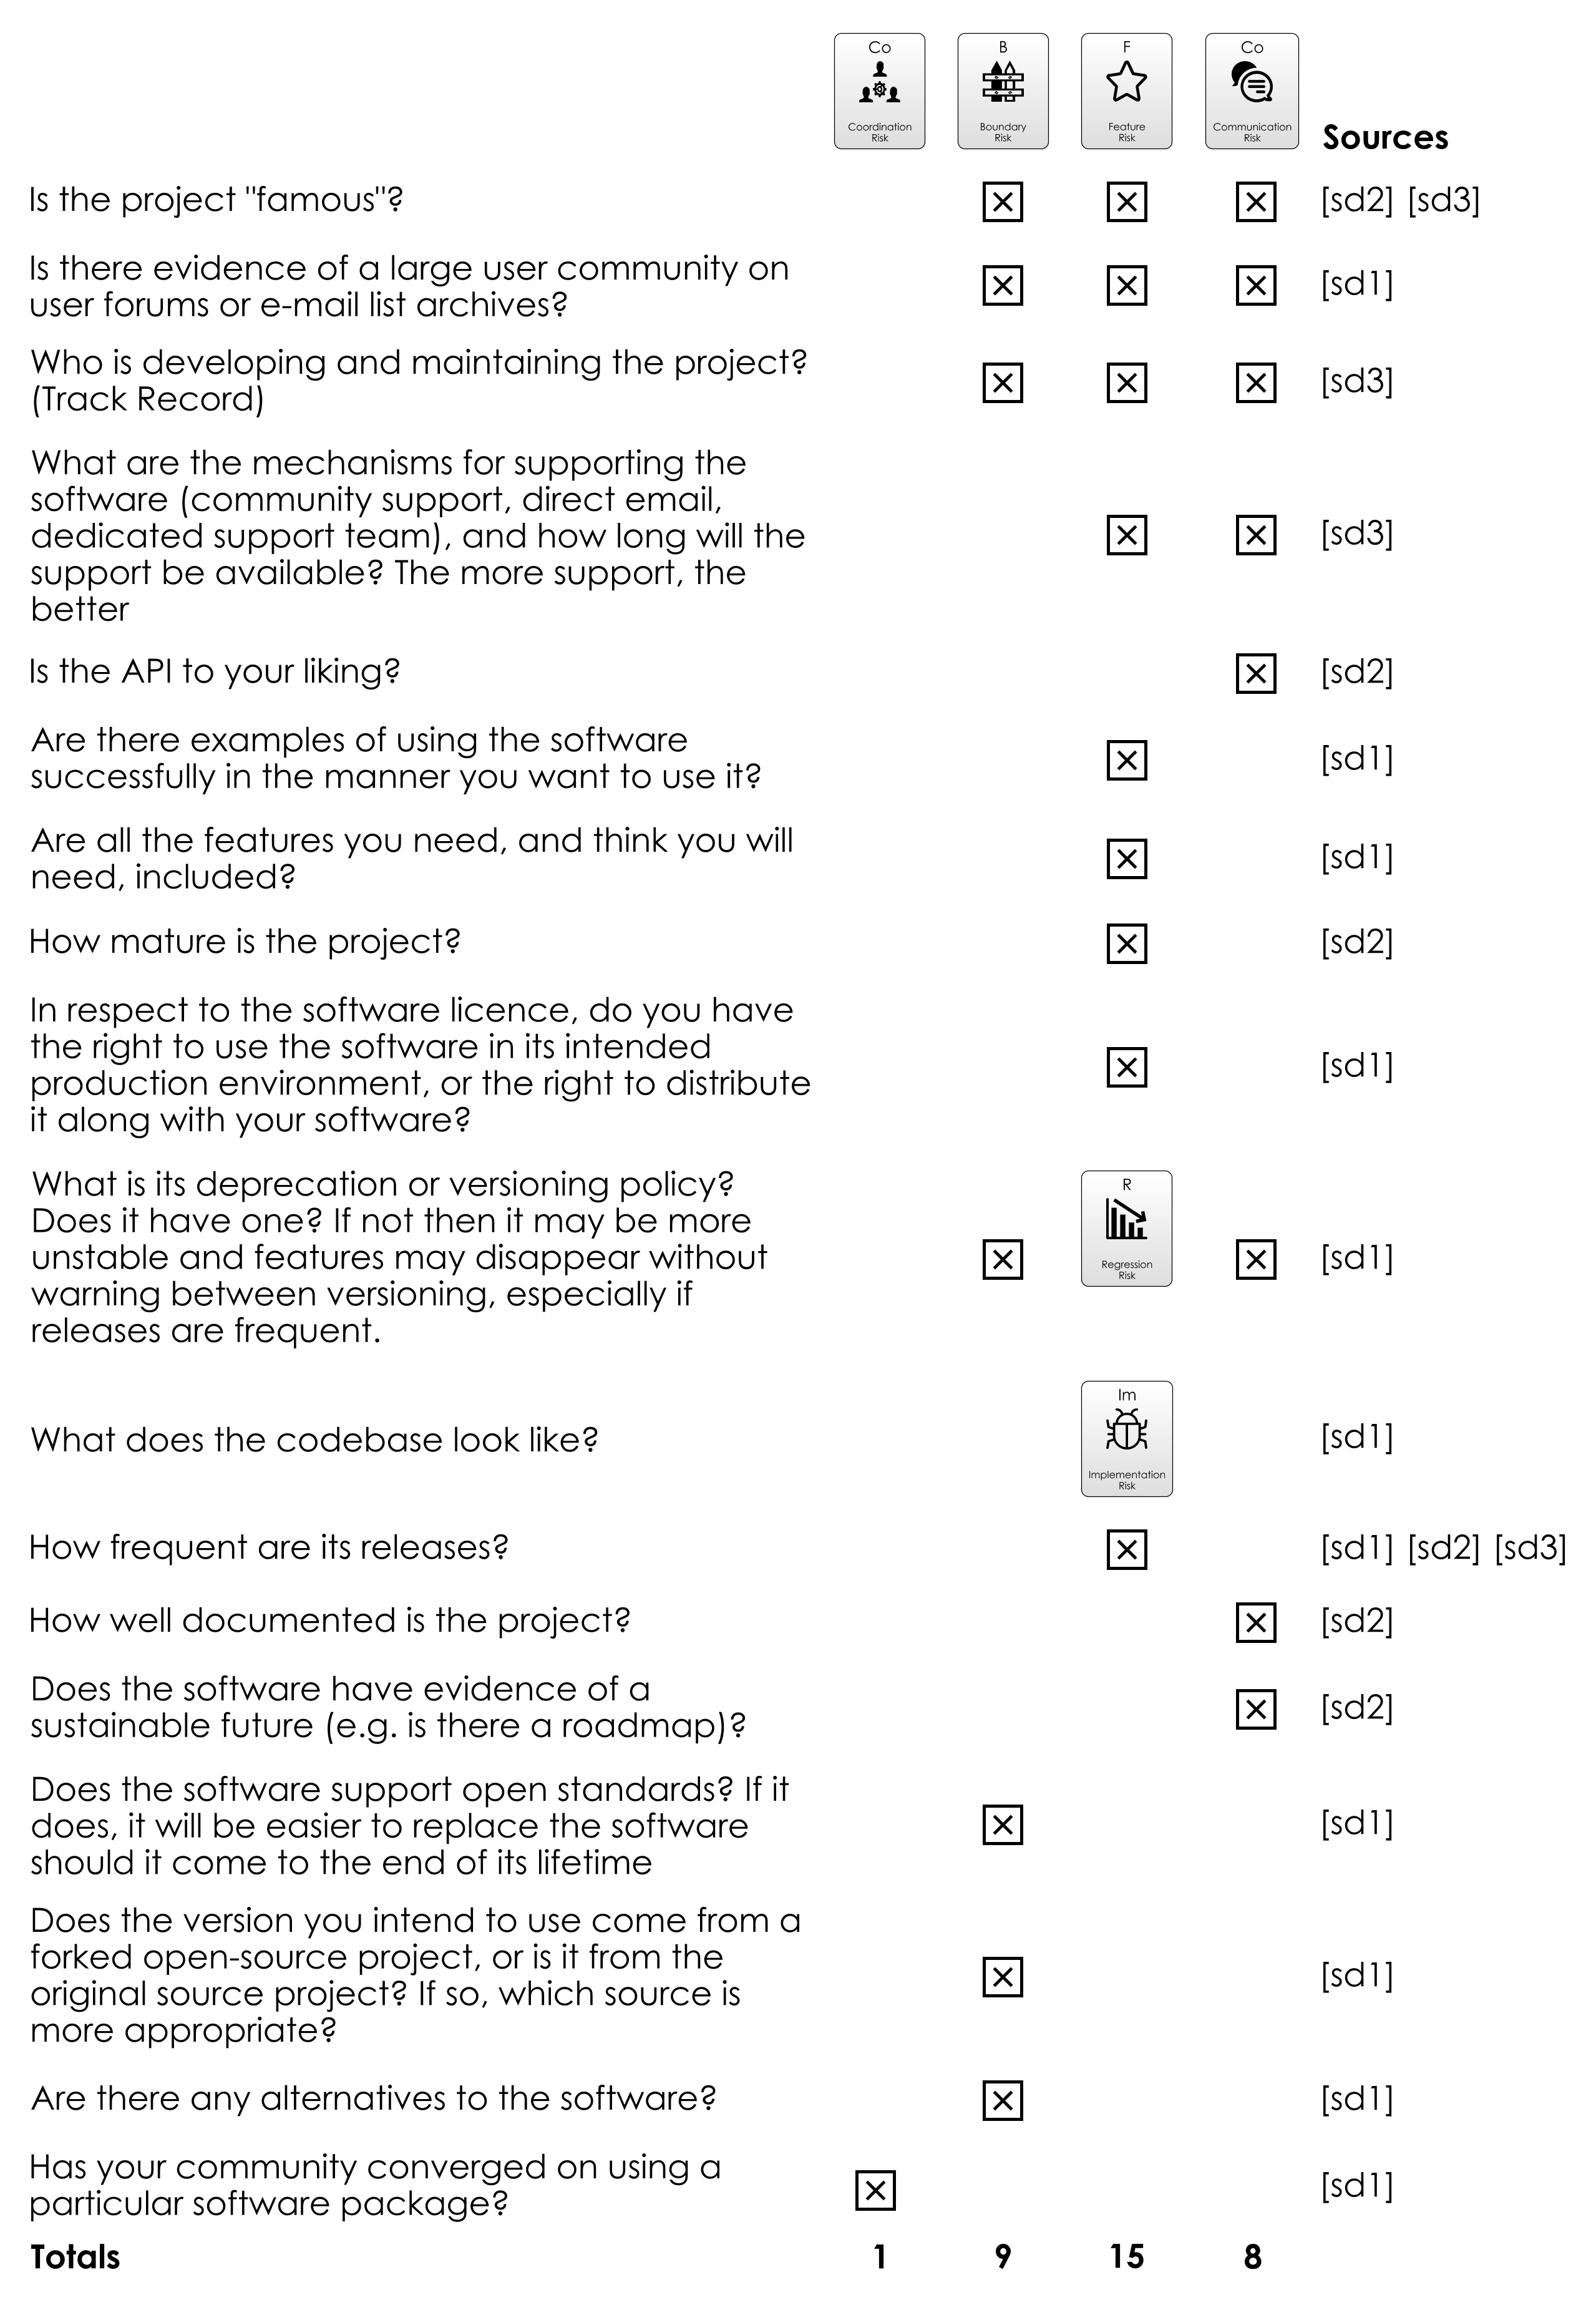 Co B F Co
Coordination Risk Boundary Risk Feature Risk Communication Risk
Sources
Is the project "famous"? [sd2] [sd3]
Is there evidence of a large user community on
user forums or e-mail list archives? [sd1]
Who is developing and maintaining the project?
(Track Record) [sd3]
What are the mechanisms for supporting the
software (community support, direct email,
dedicated support team), and how long will the [sd3]
support be available? The more support, the
better
Is the API to your liking? [sd2]
Are there examples of using the software
successfully in the manner you want to use it? [sd1]
Are all the features you need, and think you will
need, included? [sd1]
How mature is the project? [sd2]
In respect to the software licence, do you have
the right to use the software in its intended
production environment, or the right to distribute [sd1]
it along with your software?
What is its deprecation or versioning policy? R
Does it have one? If not then it may be more
unstable and features may disappear without Regression Risk [sd1]
warning between versioning, especially if
releases are frequent.
Im
What does the codebase look like? [sd1]
Implementation Risk
How frequent are its releases? [sd1] [sd2] [sd3]
How well documented is the project? [sd2]
Does the software have evidence of a
sustainable future (e.g. is there a roadmap)? [sd2]
Does the software support open standards? If it
does, it will be easier to replace the software [sd1]
should it come to the end of its lifetime
Does the version you intend to use come from a
forked open-source project, or is it from the
original source project? If so, which source is [sd1]
more appropriate?
Are there any alternatives to the software? [sd1]
Has your community converged on using a
particular software package? [sd1]
Totals 1 9 15 8